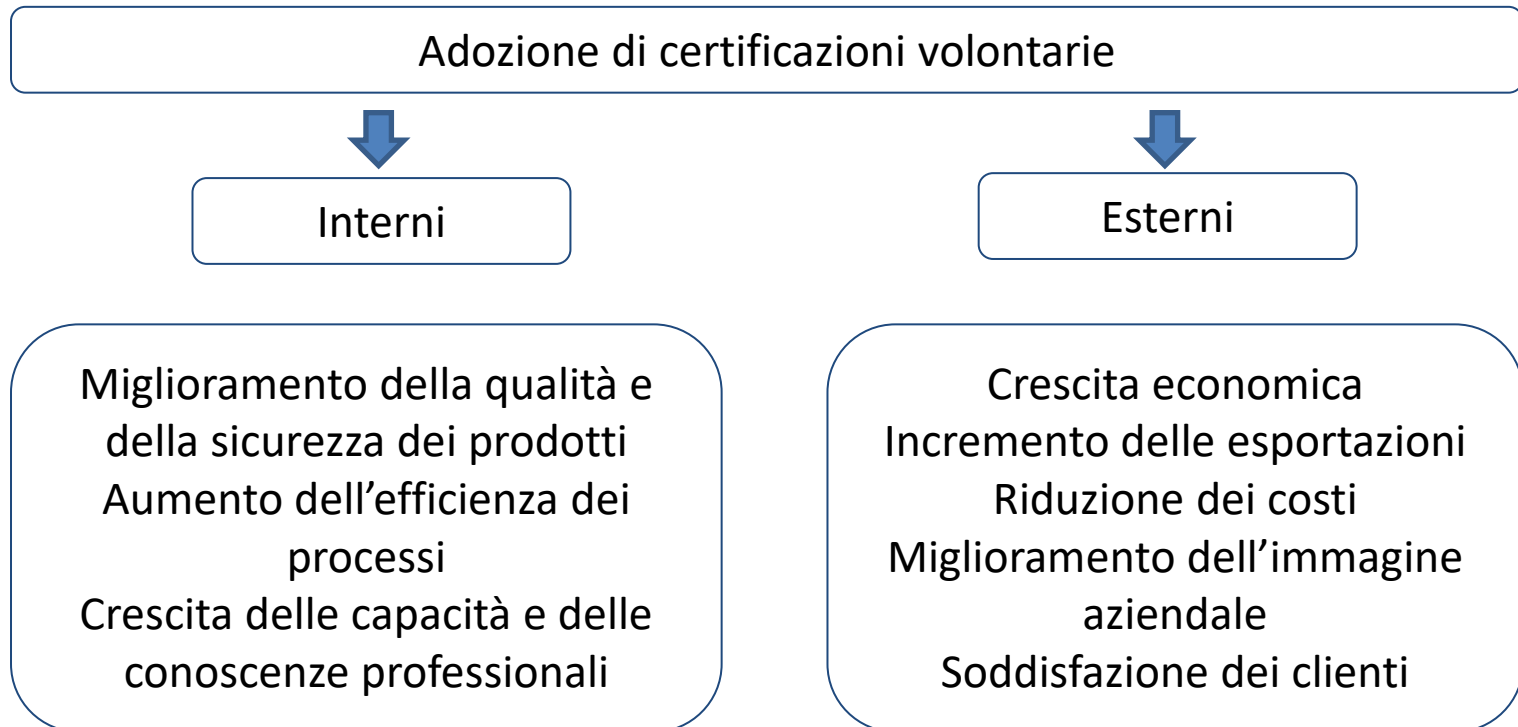 Adozione di certificazioni volontarie
Interni
Esterni
Miglioramento della qualità e
della sicurezza dei prodotti
Aumento dell’efficienza dei
processi
Crescita delle capacità e delle
conoscenze professionali
Crescita economica
Incremento delle esportazioni
Riduzione dei costi
Miglioramento dell’immagine
aziendale
Soddisfazione dei clienti